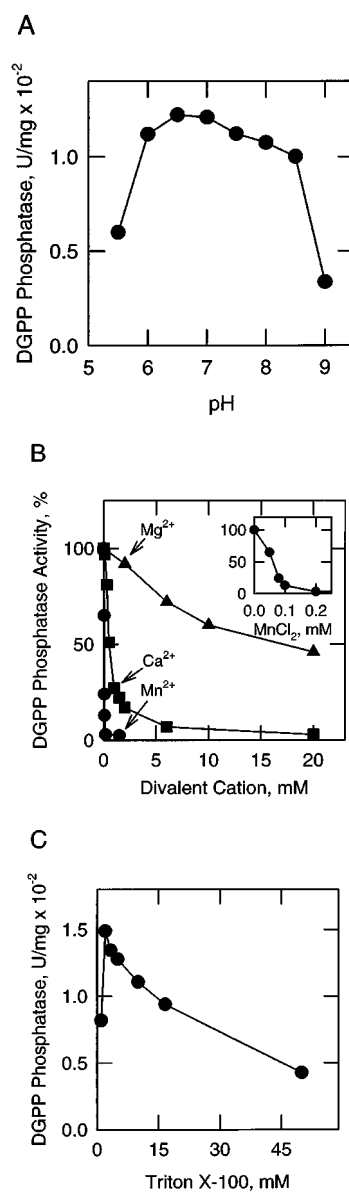 A
DGPP Phosphatase, U/mg x 10-2
1.0
0.5
0.0
5 6 7 8 9
pH
B
DGPP Phosphatase Activity, %
100
50
0
Mg2+
Ca2+
Mn2+
100
50
0
0.0 0.1 0.2
MnCl2, mM
0 5 10 15 20
Divalent Cation, mM
C
DGPP Phosphatase, U/mg x 10-2
1.5
1.0
0.5
0.0
0 15 30 45
Triton X-100, mM